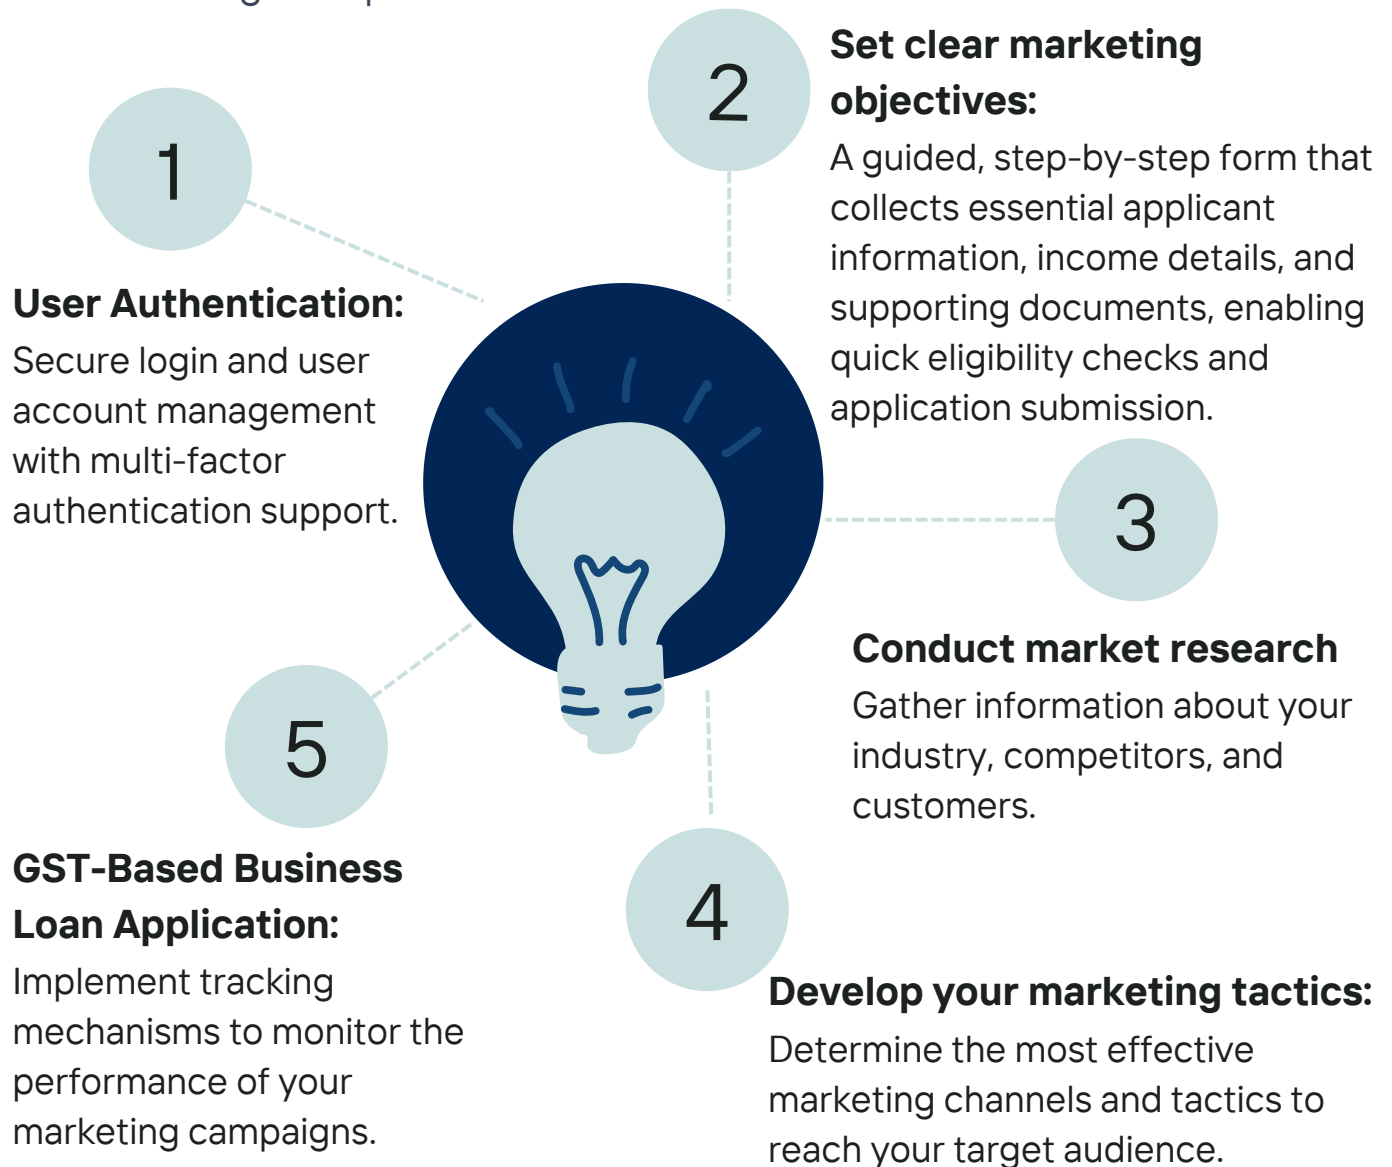 1
User Authentication:
Secure login and user
account management
with multi-factor
authentication support.
2
Set clear marketing
objectives:
A guided, step-by-step form that
collects essential applicant
information, income details, and
supporting documents, enabling
quick eligibility checks and
application submission.
3
Conduct market research
Gather information about your
industry, competitors, and
customers.
4
Develop your marketing tactics:
Determine the most effective
marketing channels and tactics to
reach your target audience.
5
GST-Based Business
Loan Application:
Implement tracking
mechanisms to monitor the
performance of your
marketing campaigns.